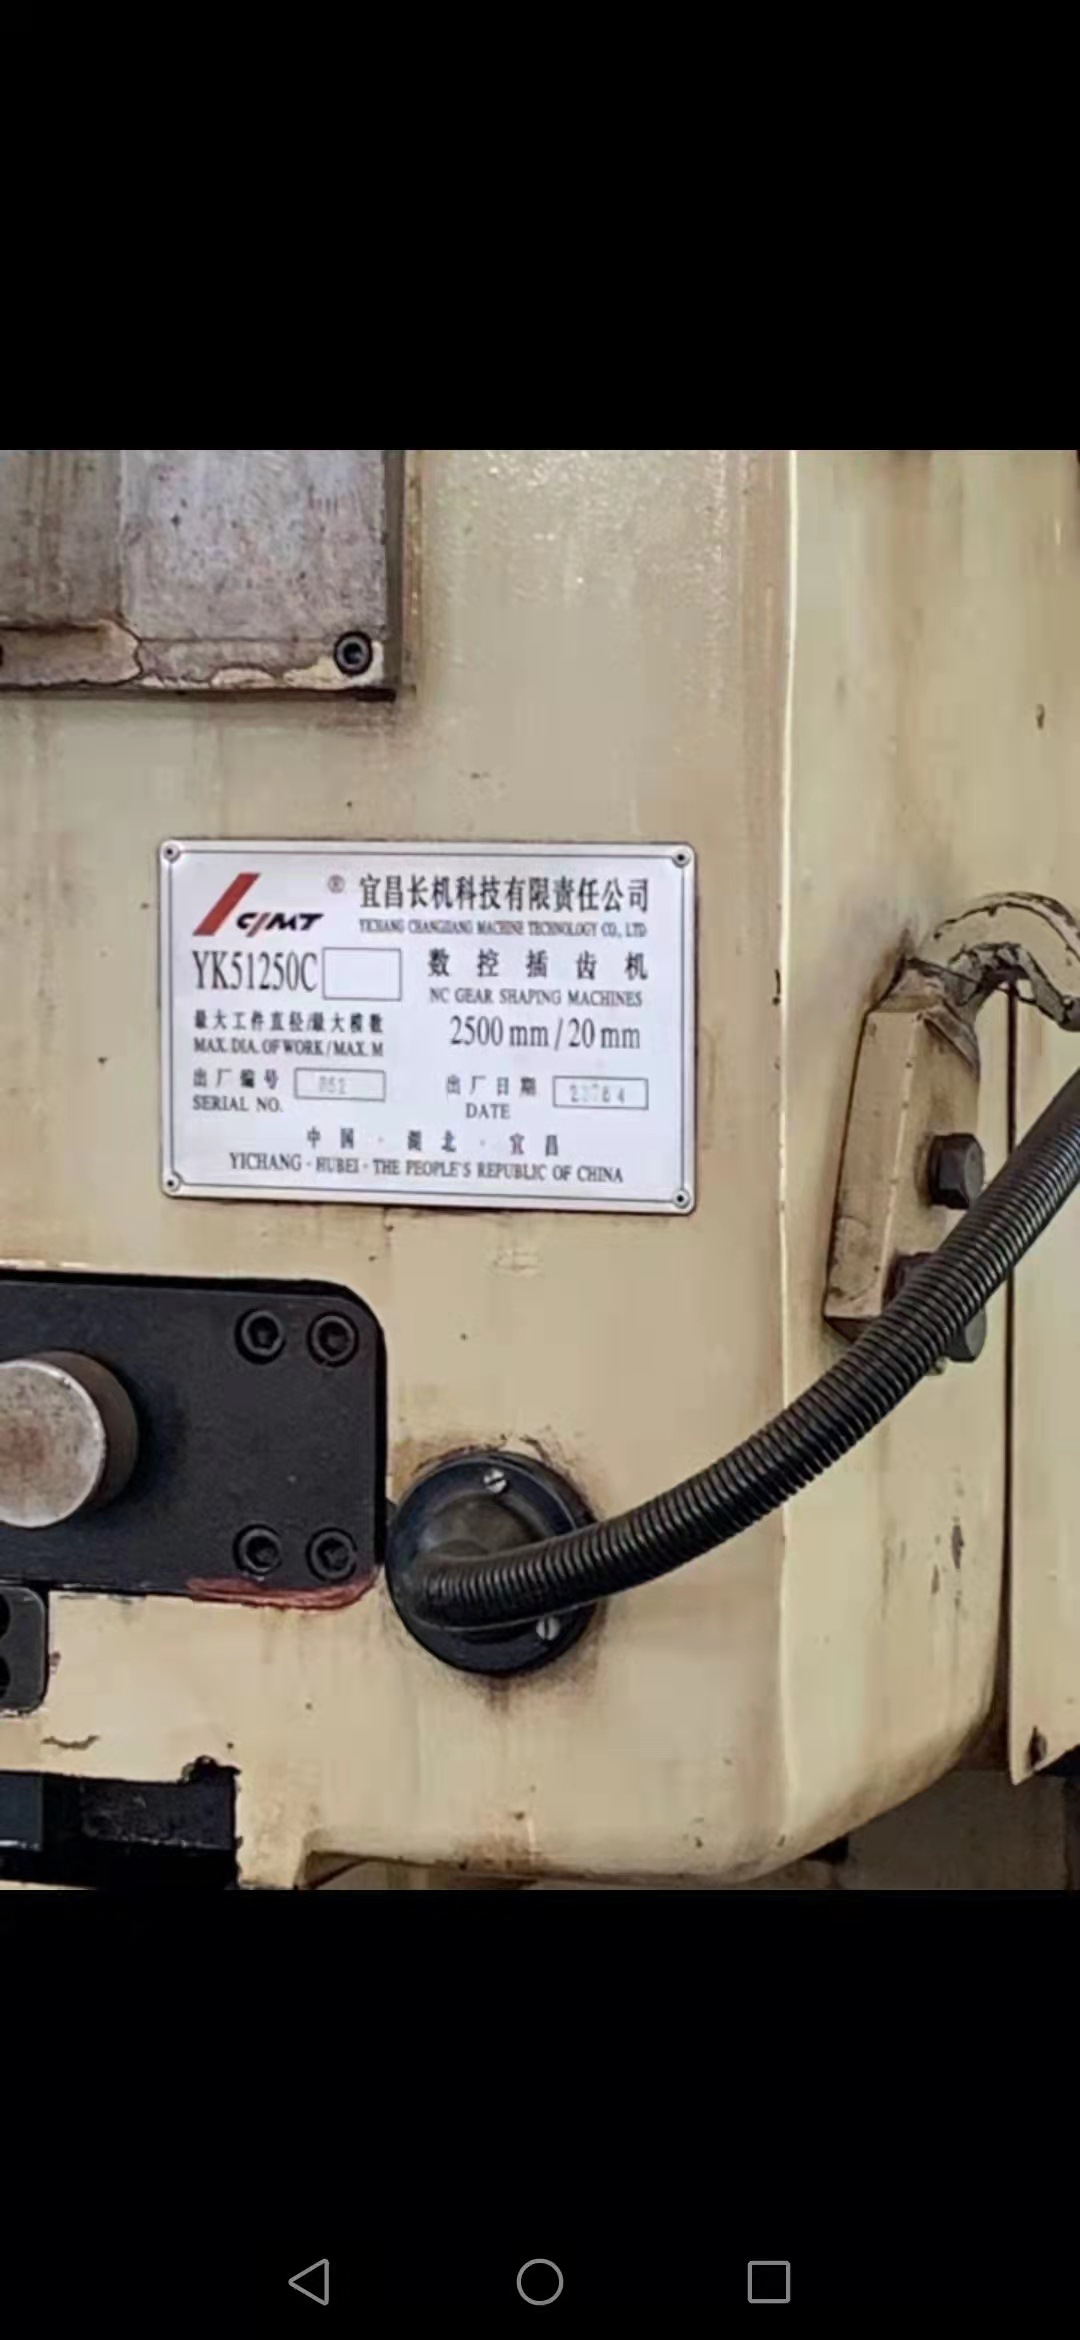 CJMT ® 宜昌长机科技有限责任公司
YICHANG CHANGJIANG MACHINE TECHNOLOGY CO., LTD
YK51250C 数控插齿机
NC GEAR SHAPING MACHINES
最大工件直径/最大模数 2500 mm / 20 mm
MAX. DIA. OF WORK / MAX. M
出厂编号 出厂日期
SERIAL NO. DATE
中国·湖北·宜昌
YICHANG · HUBEI · THE PEOPLE'S REPUBLIC OF CHINA